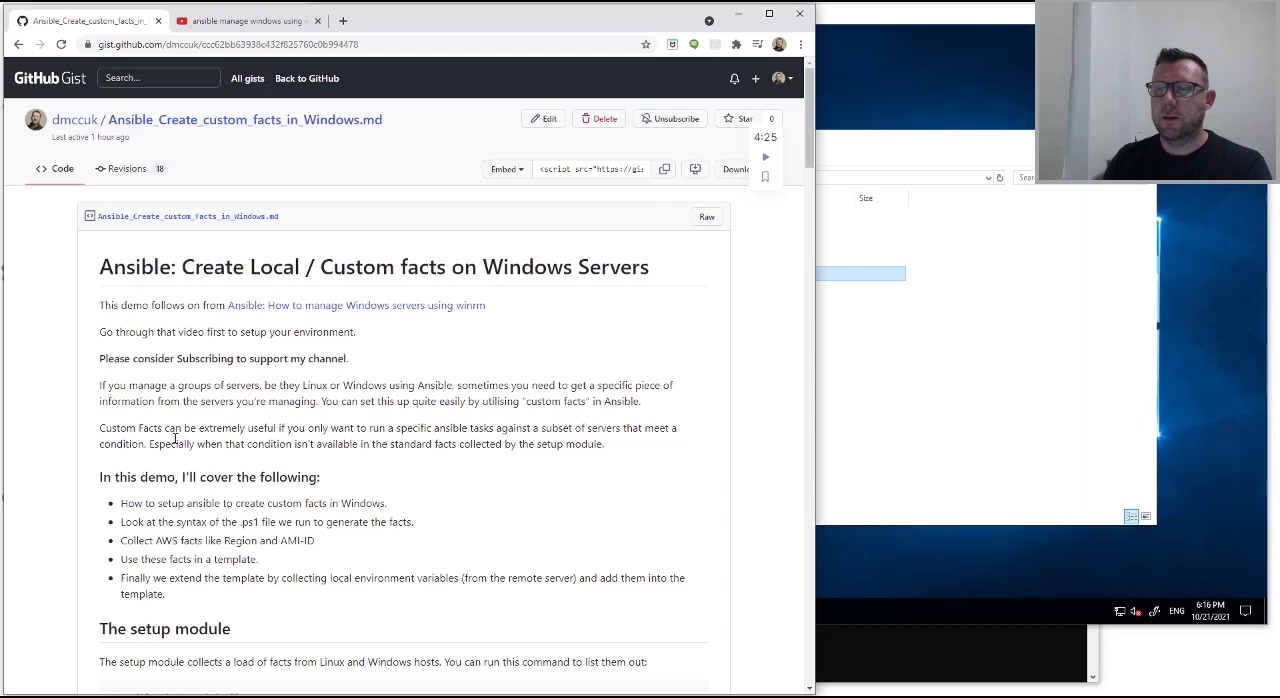 Ansible_Create_custom_facts_in_
ansible manage windows using w
gist.github.com/dmccuk/ccc62bb63938c432f825760c0b994478
GitHub Gist
Search...
All gists
Back to GitHub
dmccuk / Ansible_Create_custom_facts_in_Windows.md
Last active 1 hour ago
Edit
Delete
Unsubscribe
Star
0
4:25
Code
Revisions 18
Embed
<script src="https://gi
Downlo
Sear
Size
Ansible_Create_custom_facts_in_Windows.md
Raw
Ansible: Create Local / Custom facts on Windows Servers
This demo follows on from Ansible: How to manage Windows servers using winrm
Go through that video first to setup your environment.
Please consider Subscribing to support my channel.
If you manage a groups of servers, be they Linux or Windows using Ansible, sometimes you need to get a specific piece of
information from the servers you're managing. You can set this up quite easily by utilising "custom facts" in Ansible.
Custom Facts can be extremely useful if you only want to run a specific ansible tasks against a subset of servers that meet a
condition. Especially when that condition isn't available in the standard facts collected by the setup module.
In this demo, I'll cover the following:
• How to setup ansible to create custom facts in Windows.
• Look at the syntax of the .ps1 file we run to generate the facts.
• Collect AWS facts like Region and AMI-ID
• Use these facts in a template.
• Finally we extend the template by collecting local environment variables (from the remote server) and add them into the
template.
The setup module
The setup module collects a load of facts from Linux and Windows hosts. You can run this command to list them out:
ENG
6:16 PM
10/21/2021